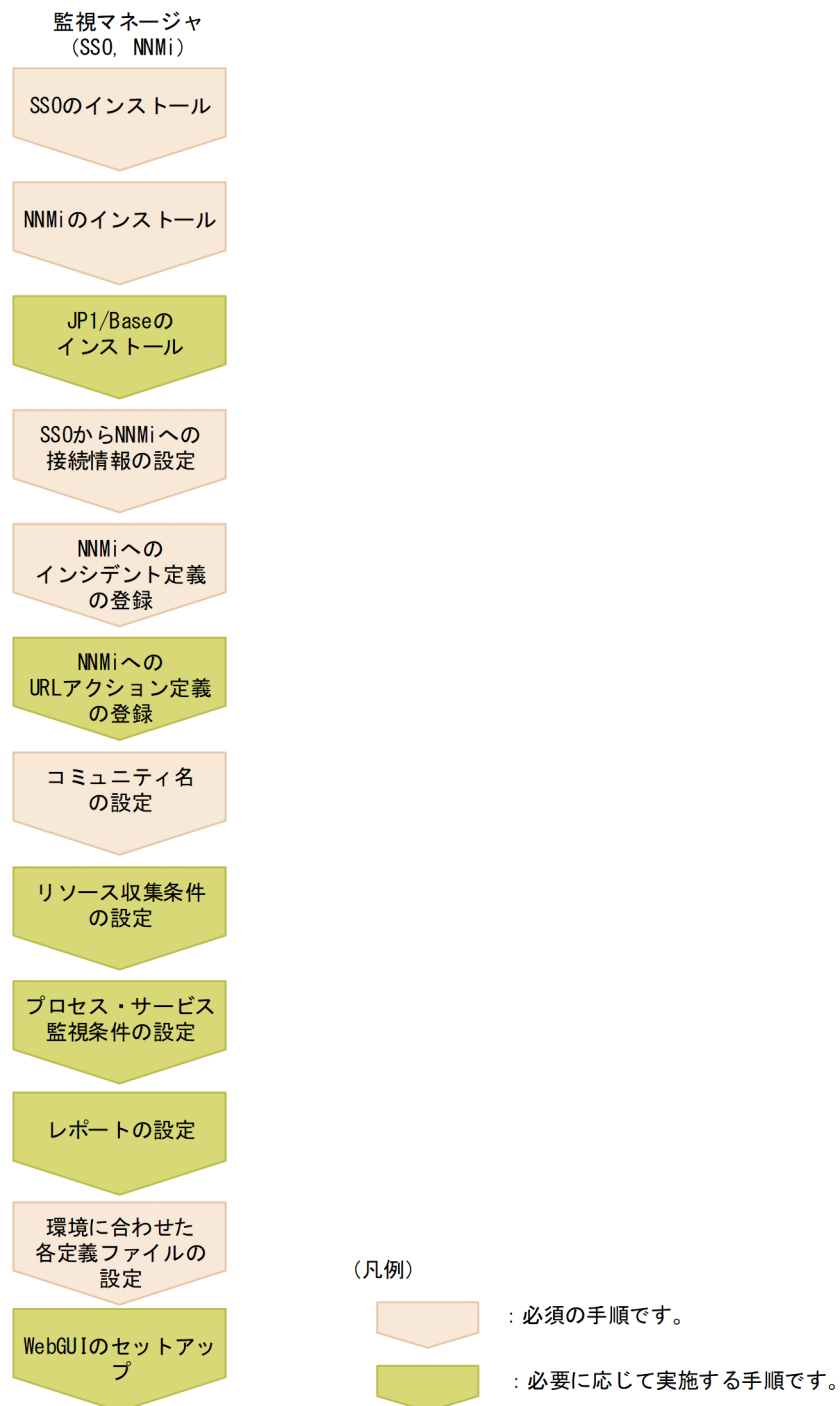 監視マネージャ
（SSO, NNMi）
SSOのインストール
NNMiのインストール
JP1/Baseの
インストール
SSOからNNMiへの
接続情報の設定
NNMiへの
インシデント定義
の登録
NNMiへの
URLアクション定義
の登録
コミュニティ名
の設定
リソース収集条件
の設定
プロセス・サービス
監視条件の設定
レポートの設定
環境に合わせた
各定義ファイルの
設定
WebGUIのセットアッ
プ
（凡例）
：必須の手順です。
：必要に応じて実施する手順です。